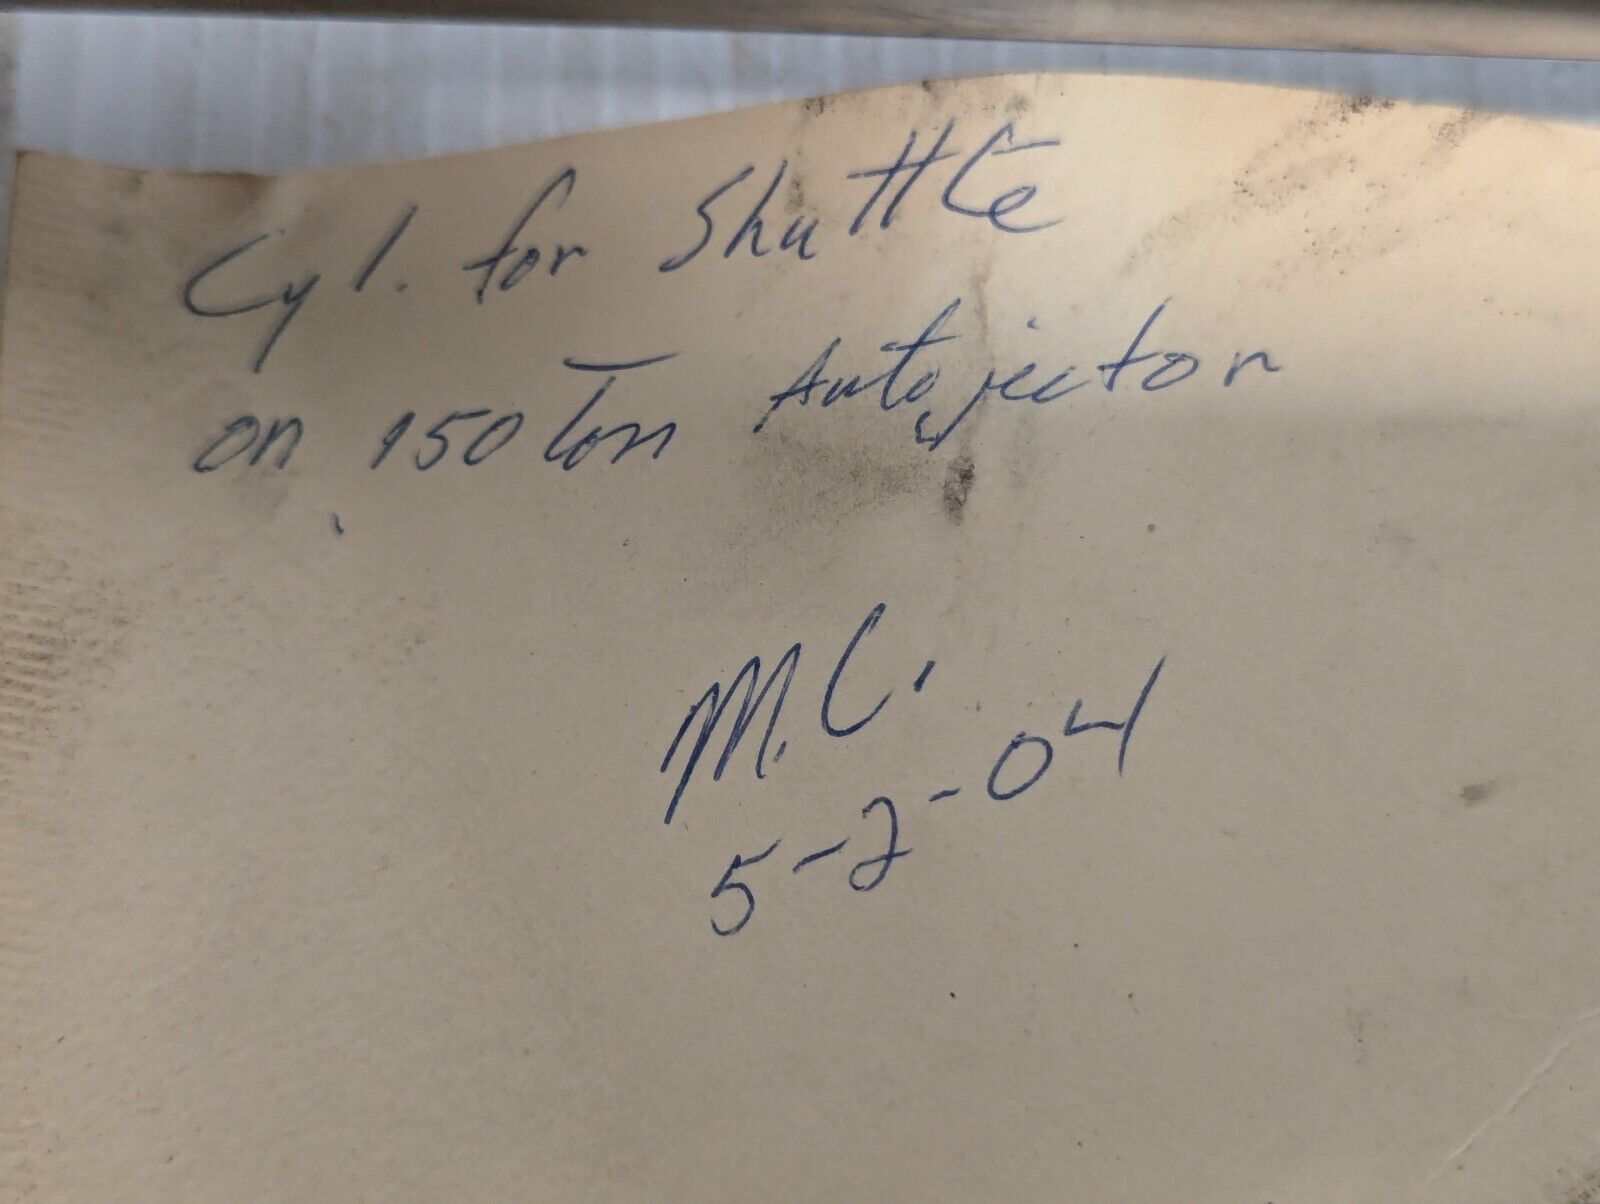 Cyl. for Shuttle
on 150 Ton Autojector
M.C.
5-2-04